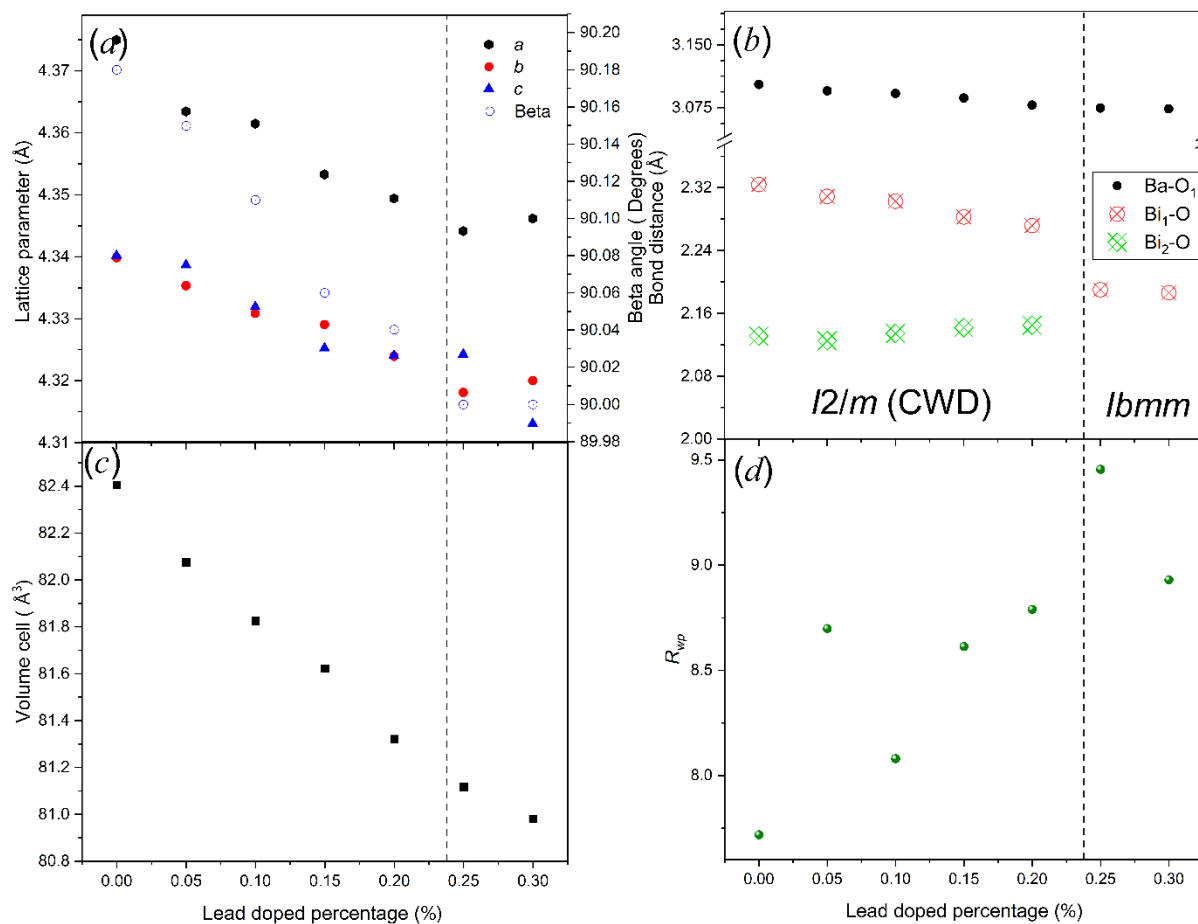 (a)
a
b
c
Beta
4.37
4.36
4.35
4.34
4.33
4.32
4.31
Lattice parameter (Å)
90.20
90.18
90.16
90.14
90.12
90.10
90.08
90.06
90.04
90.02
90.00
89.98
Beta angle ( Degrees)
(b)
3.150
3.075
2.32
2.24
2.16
2.08
2.00
Bond distance (Å)
Ba-O1
Bi1-O
Bi2-O
I2/m (CWD)
Ibmm
(c)
82.4
82.2
82.0
81.8
81.6
81.4
81.2
81.0
80.8
Volume cell ( Å3)
0.00 0.05 0.10 0.15 0.20 0.25 0.30
Lead doped percentage (%)
(d)
9.5
9.0
8.5
8.0
Rwp
0.00 0.05 0.10 0.15 0.20 0.25 0.30
Lead doped percentage (%)